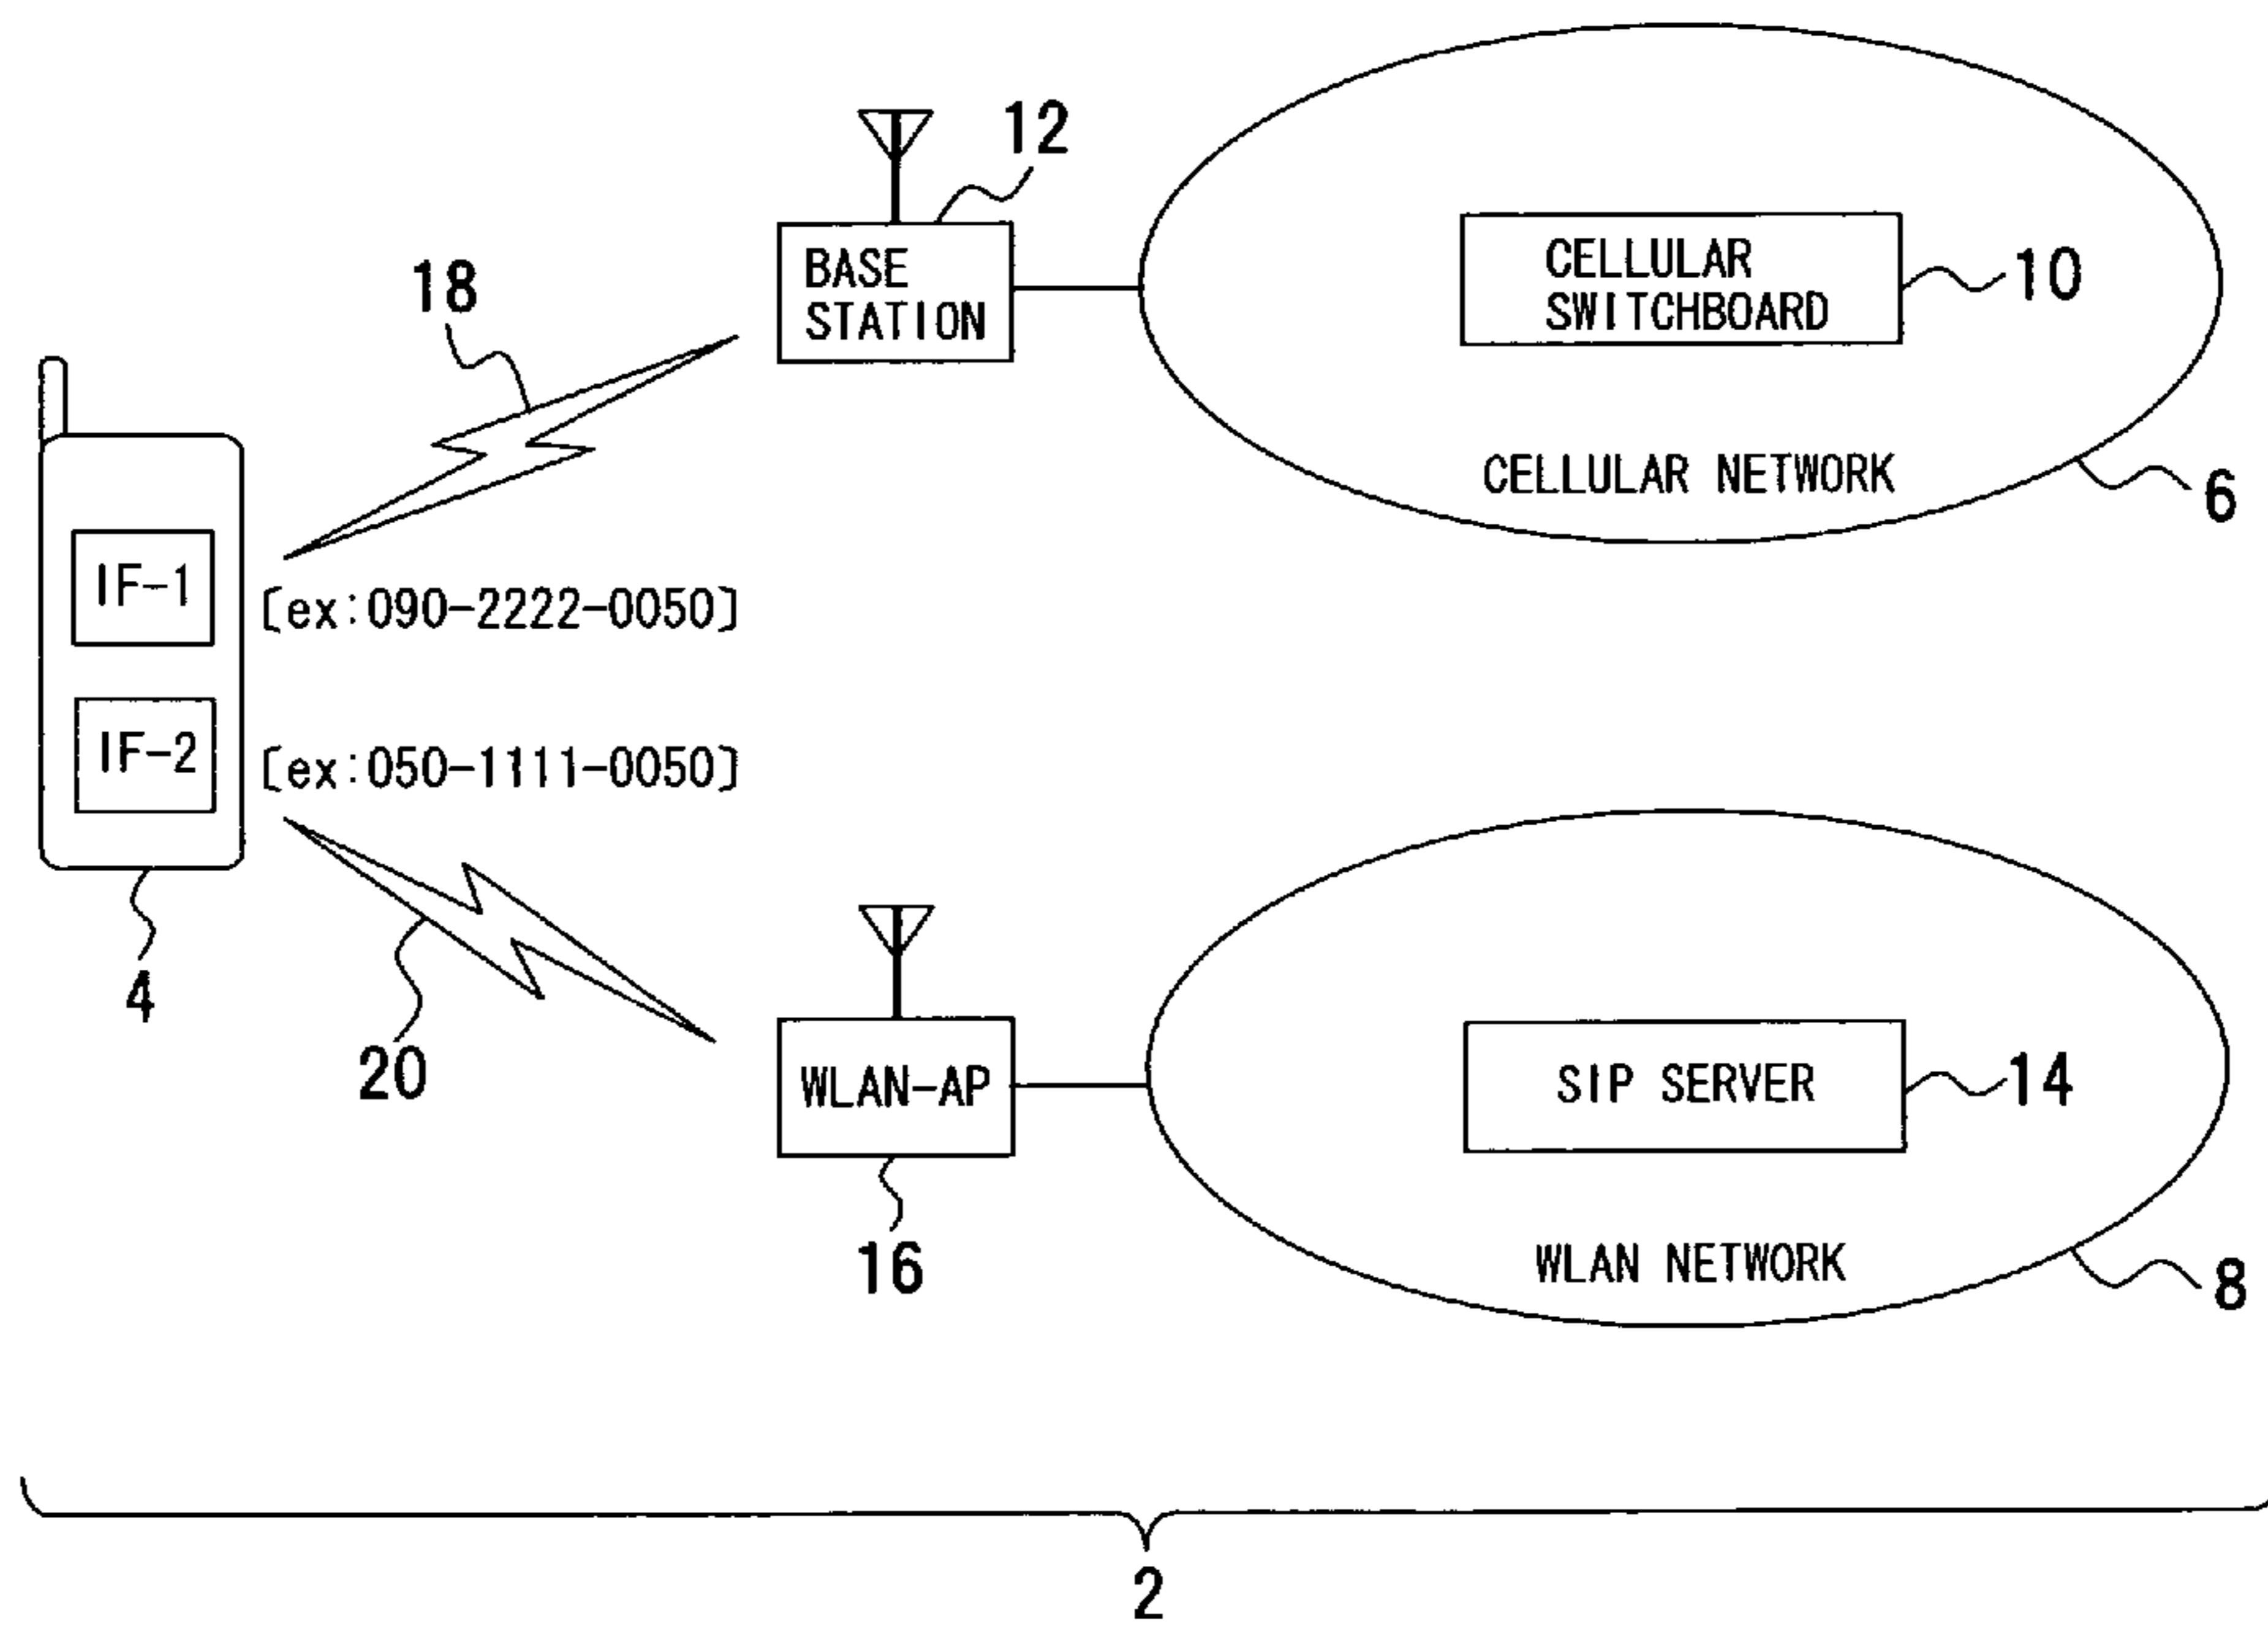 12
BASE
STATION
CELLULAR
SWITCHBOARD
10
18
CELLULAR NETWORK
6
IF-1
[ex:090-2222-0050]
IF-2
[ex:050-1111-0050]
4
20
WLAN-AP
SIP SERVER
14
16
WLAN NETWORK
8
2